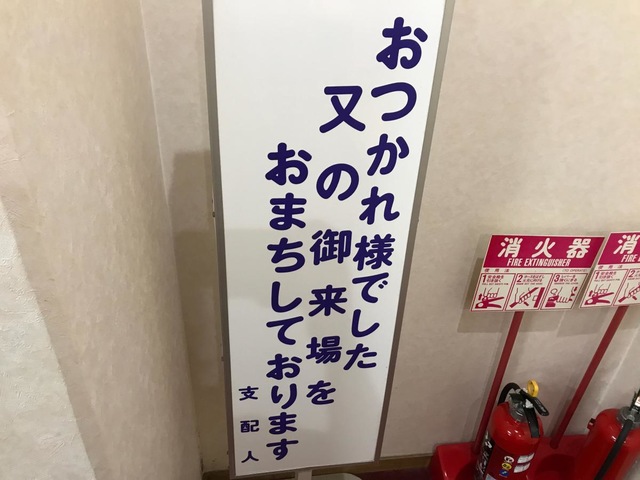 おつかれ様でした
又の御来場を
おまちしております
支配人
消火器
FIRE EXTINGUISHER
消
FIRE